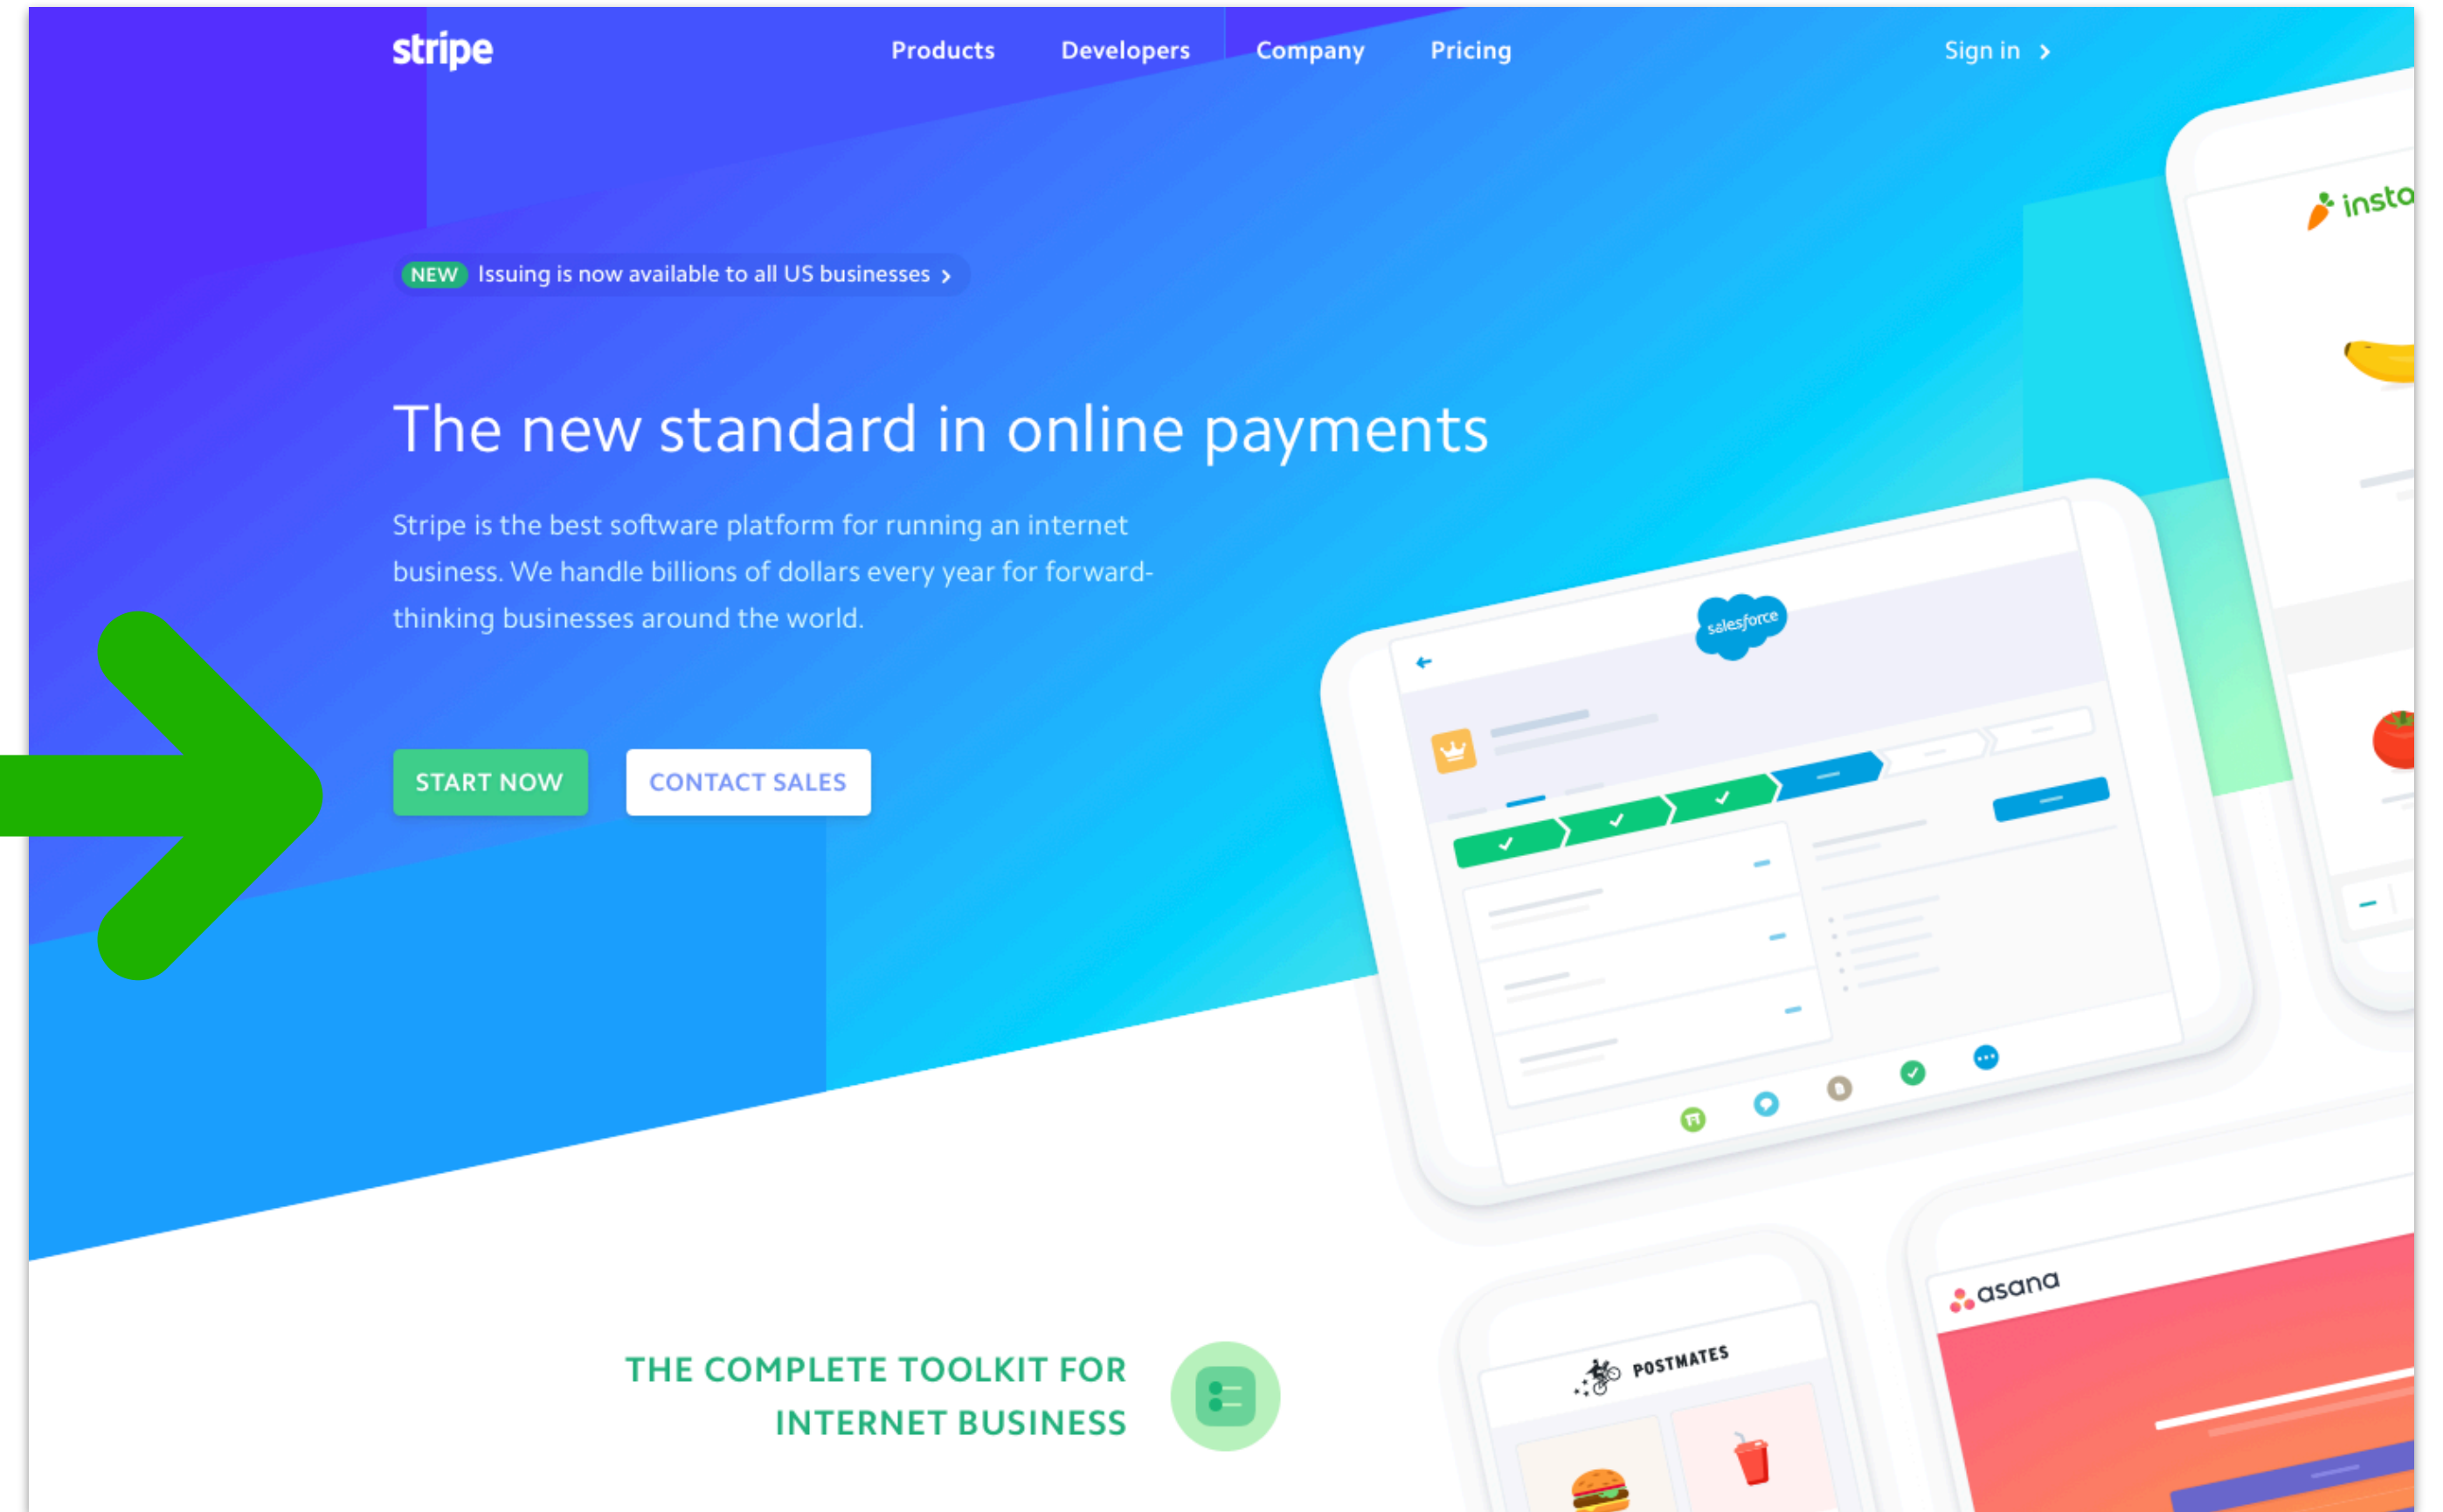 stripe
Products
Developers
Company
Pricing
Sign in
NEW Issuing is now available to all US businesses
The new standard in online payments
Stripe is the best software platform for running an internet
business. We handle billions of dollars every year for forward-
thinking businesses around the world.
START NOW
CONTACT SALES
insta
salesforce
asana
POSTMATES
THE COMPLETE TOOLKIT FOR
INTERNET BUSINESS